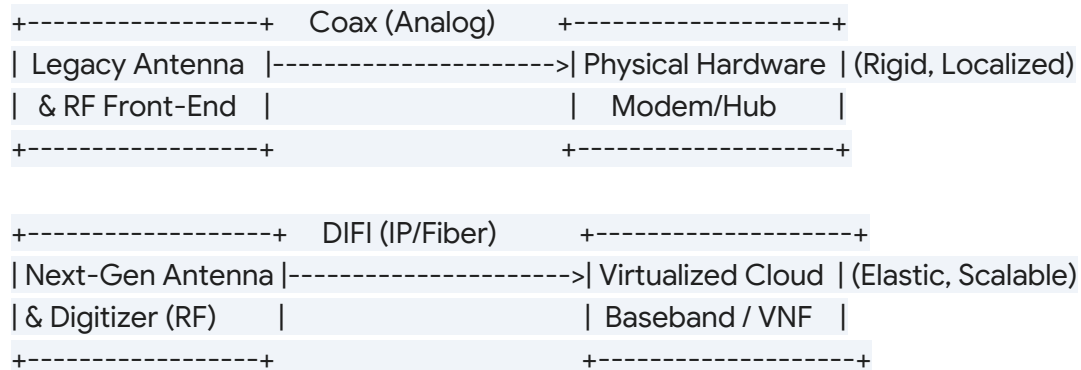 +------------------+ Coax (Analog) +-------------------+
| Legacy Antenna |---------------------->| Physical Hardware | (Rigid, Localized)
| & RF Front-End | | Modem/Hub |
+------------------+ +-------------------+
+------------------+ DIFI (IP/Fiber) +-------------------+
| Next-Gen Antenna |---------------------->| Virtualized Cloud | (Elastic, Scalable)
| & Digitizer (RF) | | Baseband / VNF |
+------------------+ +-------------------+